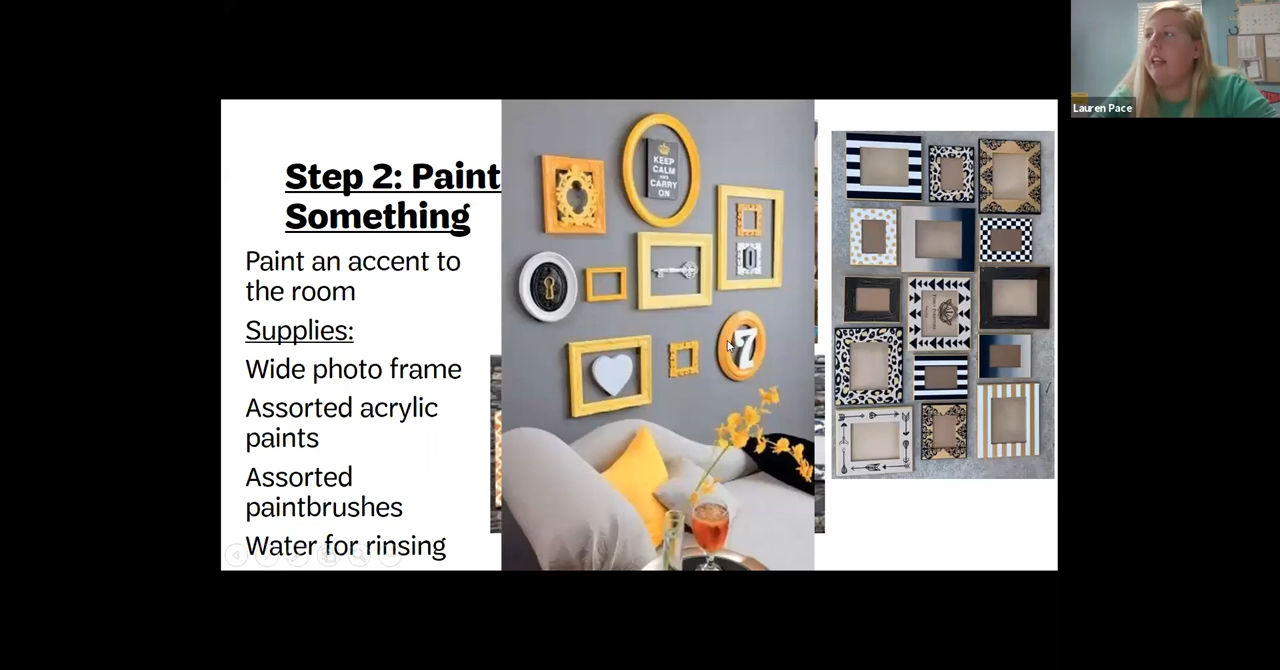 Lauren Pace
Step 2: Paint
Something
Paint an accent to
the room
Supplies:
Wide photo frame
Assorted acrylic
paints
Assorted
paintbrushes
Water for rinsing
KEEP
CALM
AND
CARRY
ON
7